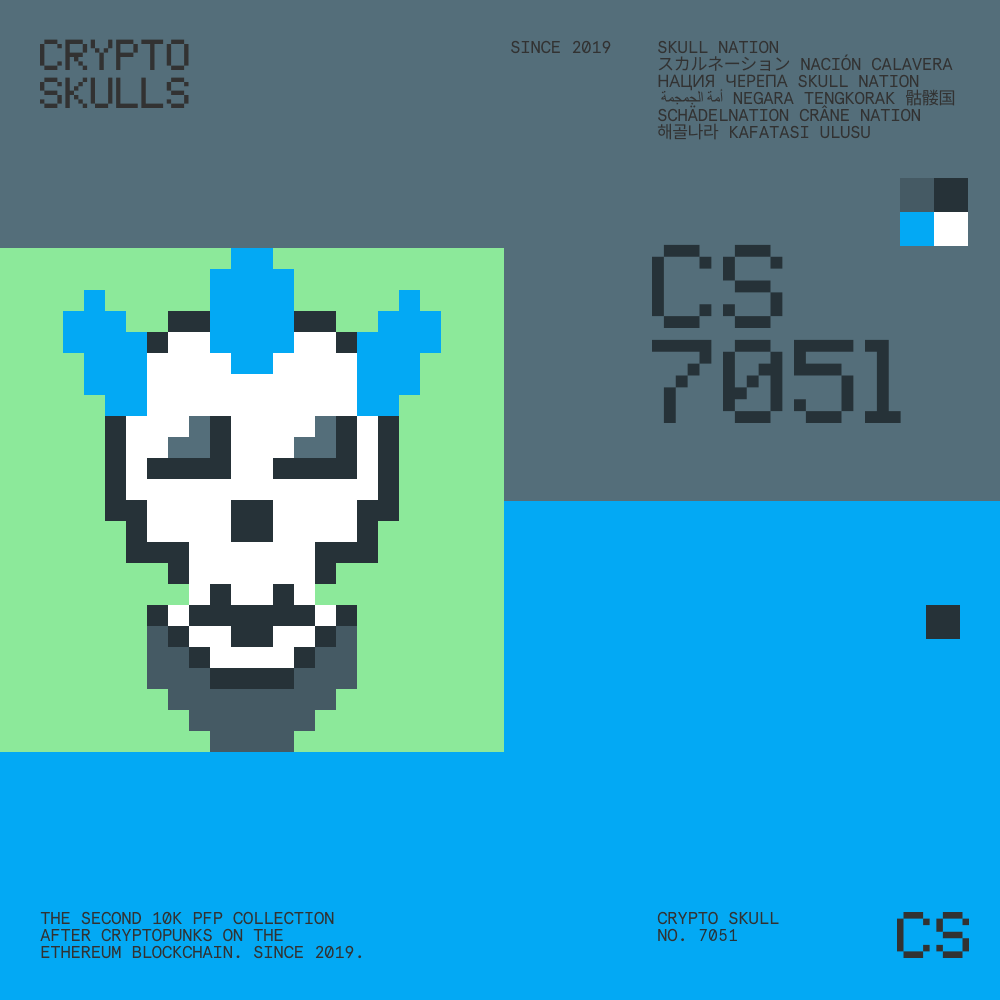 CRYPTO
SKULLS
SINCE 2019
SKULL NATION
スカルネーション NACIÓN CALAVERA
НАЦИЯ ЧЕРЕПА SKULL NATION
أمة الجمجمة NEGARA TENGKORAK 骷髅国
SCHÄDELNATION CRÂNE NATION
해골나라 KAFATASI ULUSU
CS
7051
THE SECOND 10K PFP COLLECTION
AFTER CRYPTOPUNKS ON THE
ETHEREUM BLOCKCHAIN. SINCE 2019.
CRYPTO SKULL
NO. 7051
CS